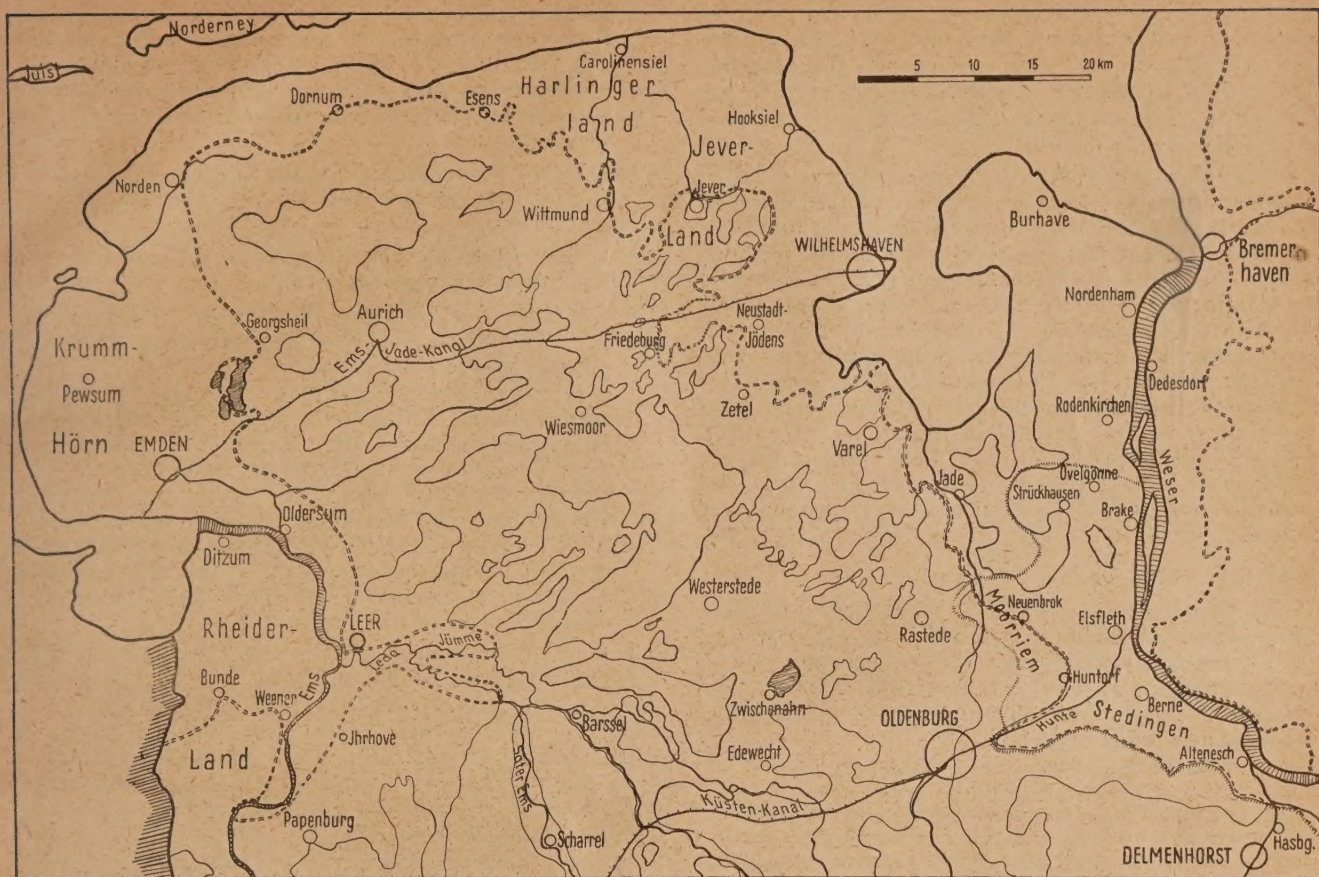 Norderney
Juis
Carolinensiel
5 10 15 20 km
Harlinger
land
Dornum
Esens
Hooksiel
Jever-
Land
Jever
Norden
Wittmund
Burhave
WILHELMSHAVEN
Bremer-
haven
Nordenham
Georgsheil
Aurich
Ems-Jade-Kanal
Friedeburg
Neustadt-
Jödens
Krumm-
Hörn
Pewsum
Dedesdorf
Zetel
Wiesmoor
Rodenkirchen
EMDEN
Varel
Weser
Jade
Strückhausen
Ovelgönne
Brake
Oldersum
Ditzum
Westerstede
Neuenbrok
Moorriem
Rastede
Elsfleth
Rheider-
Land
LEER
Leda
Jümme
Bunde
Weener
Ems
Huntorf
Zwischenahn
Barssel
OLDENBURG
Hunte
Berne
Stedingen
Jhrhove
Edewecht
Altenesch
Sater Ems
Küsten-Kanal
Papenburg
Scharrel
Hasbg.
DELMENHORST